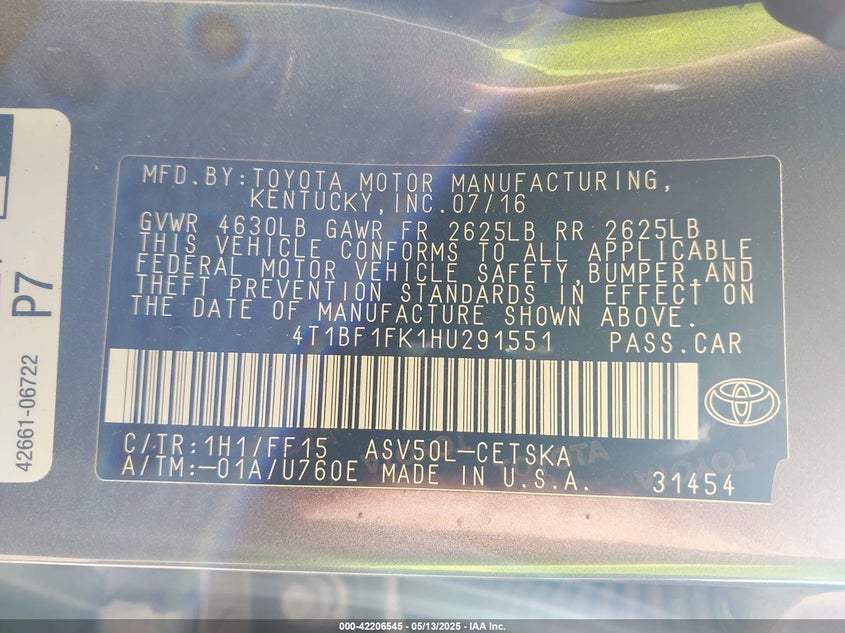 MFD.BY:TOYOTA MOTOR MANUFACTURING,
KENTUCKY,INC.07/16
GVWR 4630LB GAWR FR 2625LB RR 2625LB
THIS VEHICLE CONFORMS TO ALL APPLICABLE
FEDERAL MOTOR VEHICLE SAFETY,BUMPER,AND
THEFT PREVENTION STANDARDS IN EFFECT ON
THE DATE OF MANUFACTURE SHOWN ABOVE.
4T1BF1FK1HU291551 PASS.CAR
C/TR:1H1/FF15 ASV50L-CETSKA
A/TM:-01A/U760E MADE IN U.S.A. 31454
TOYOTA
TOYOTA
TOYOTA
P7
42661-06722
000-42206545 - 05/13/2025 - IAA Inc.